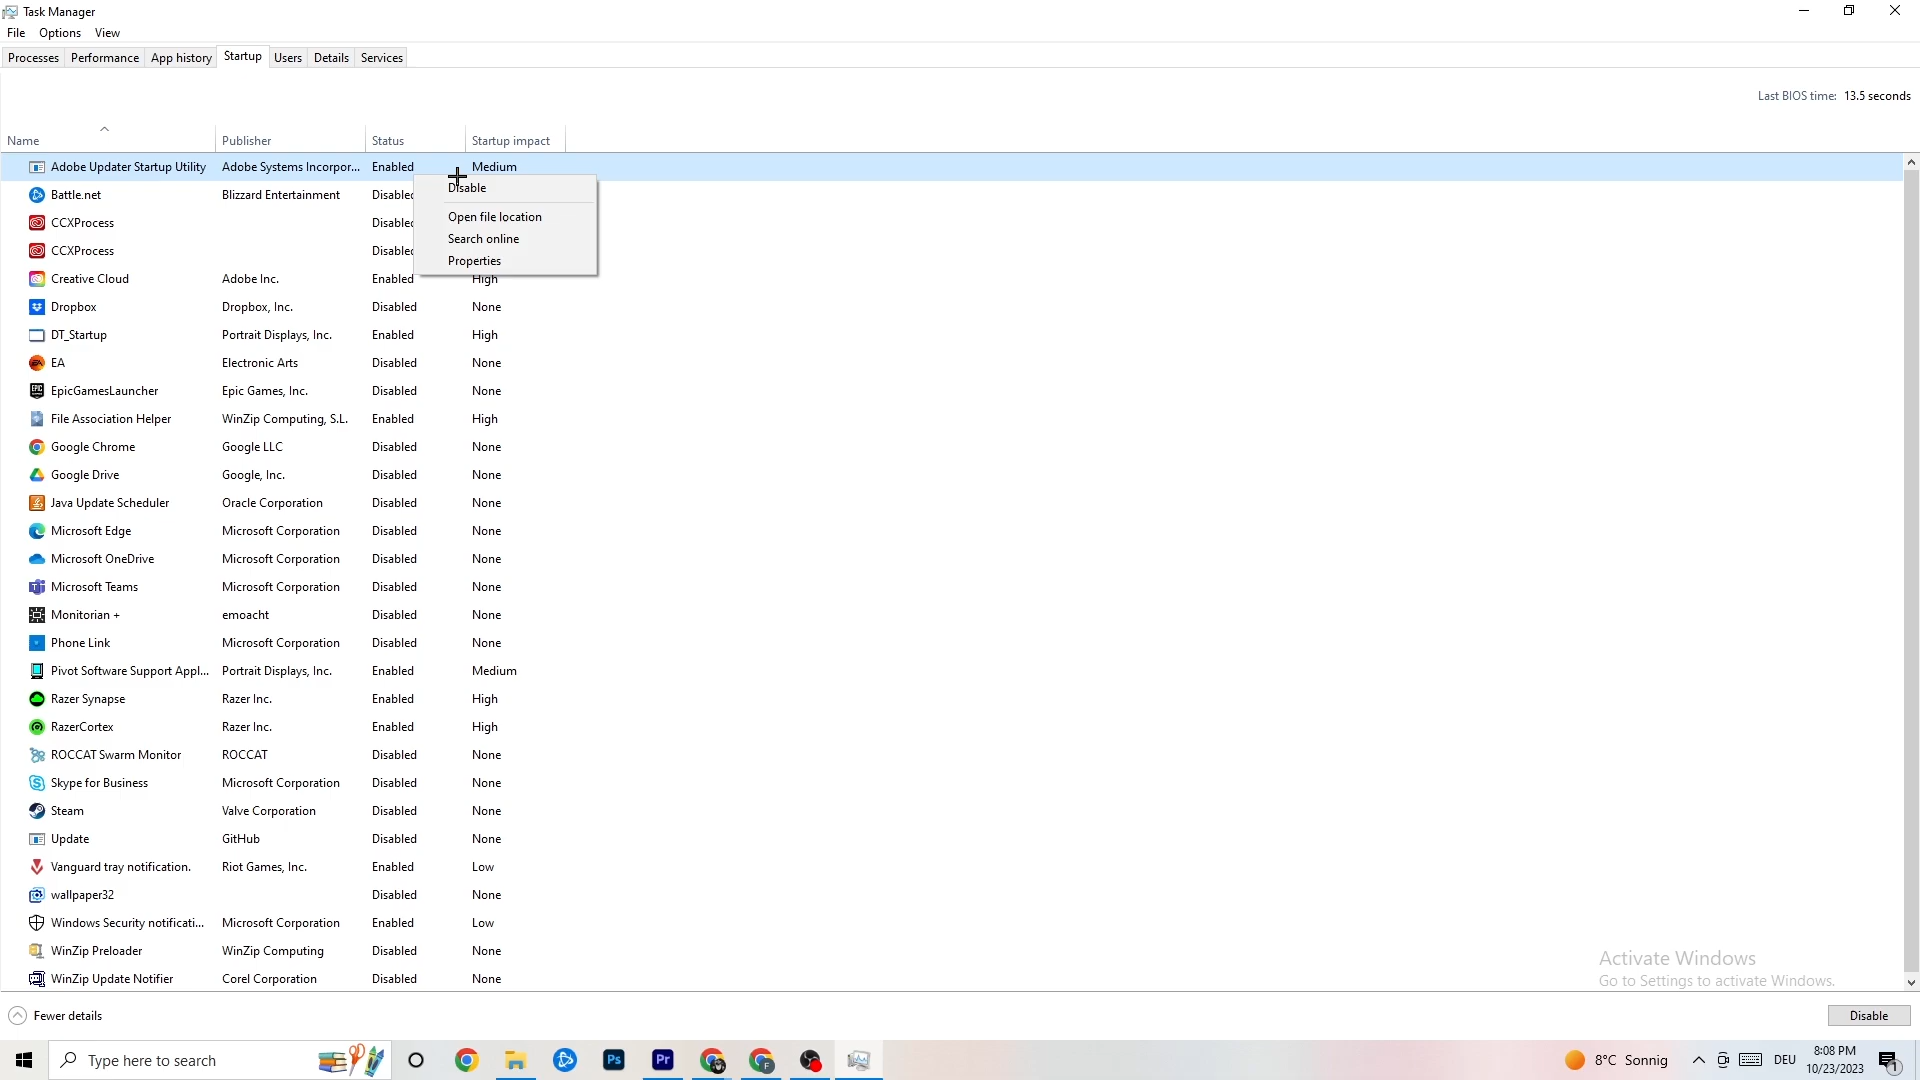 Task Manager
File Options View
Processes Performance App history Startup Users Details Services
Last BIOS time: 13.5 seconds
Name Publisher Status Startup impact
Adobe Updater Startup Utility Adobe Systems Incorpor... Enabled Medium
Disable
Battle.net Blizzard Entertainment Disabled
CCXProcess Disabled
Open file location
Search online
CCXProcess Disabled
Properties
Creative Cloud Adobe Inc. Enabled High
Dropbox Dropbox, Inc. Disabled None
DT_Startup Portrait Displays, Inc. Enabled High
EA Electronic Arts Disabled None
EpicGamesLauncher Epic Games, Inc. Disabled None
File Association Helper WinZip Computing, S.L. Enabled High
Google Chrome Google LLC Disabled None
Google Drive Google, Inc. Disabled None
Java Update Scheduler Oracle Corporation Disabled None
Microsoft Edge Microsoft Corporation Disabled None
Microsoft OneDrive Microsoft Corporation Disabled None
Microsoft Teams Microsoft Corporation Disabled None
Monitorian + emoacht Disabled None
Phone Link Microsoft Corporation Disabled None
Pivot Software Support Appl... Portrait Displays, Inc. Enabled Medium
Razer Synapse Razer Inc. Enabled High
RazerCortex Razer Inc. Enabled High
ROCCAT Swarm Monitor ROCCAT Disabled None
Skype for Business Microsoft Corporation Disabled None
Steam Valve Corporation Disabled None
Update GitHub Disabled None
Vanguard tray notification. Riot Games, Inc. Enabled Low
wallpaper32 Disabled None
Windows Security notificati... Microsoft Corporation Enabled Low
WinZip Preloader WinZip Computing Disabled None
WinZip Update Notifier Corel Corporation Disabled None
Activate Windows
Go to Settings to activate Windows.
Fewer details Disable
Type here to search Ps Pr F 8°C Sonnig DEU 8:08 PM
10/23/2023 1